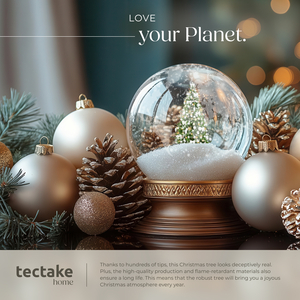 LOVE
your Planet.
tectake
home
Thanks to hundreds of tips, this Christmas tree looks deceptively real.
Plus, the high-quality production and flame-retardant materials also
ensure a long life. This means that the robust tree will bring you a joyous
Christmas atmosphere every year.